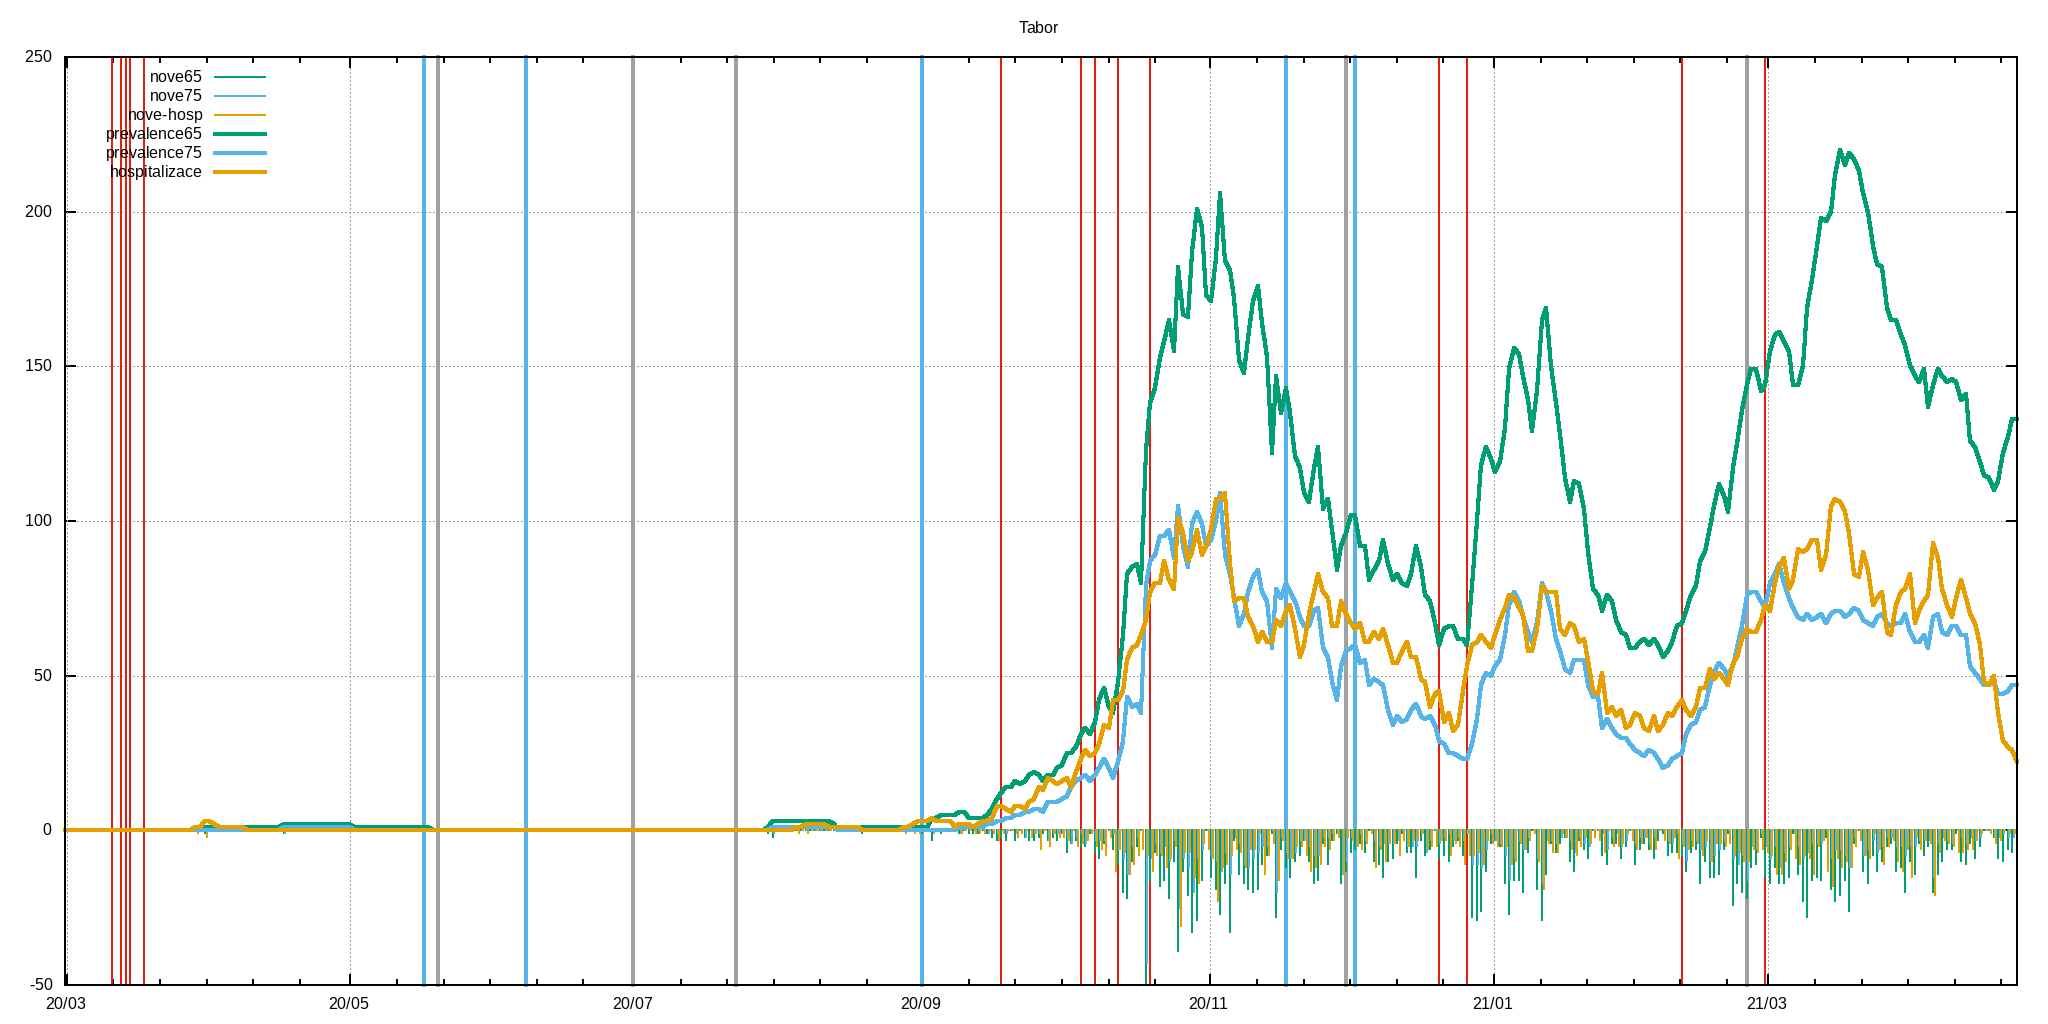 Tabor
250
nove65
nove75
nove-hosp
prevalence65
prevalence75
hospitalizace
200
150
100
50
0
-50
20/03 20/05 20/07 20/09 20/11 21/01 21/03